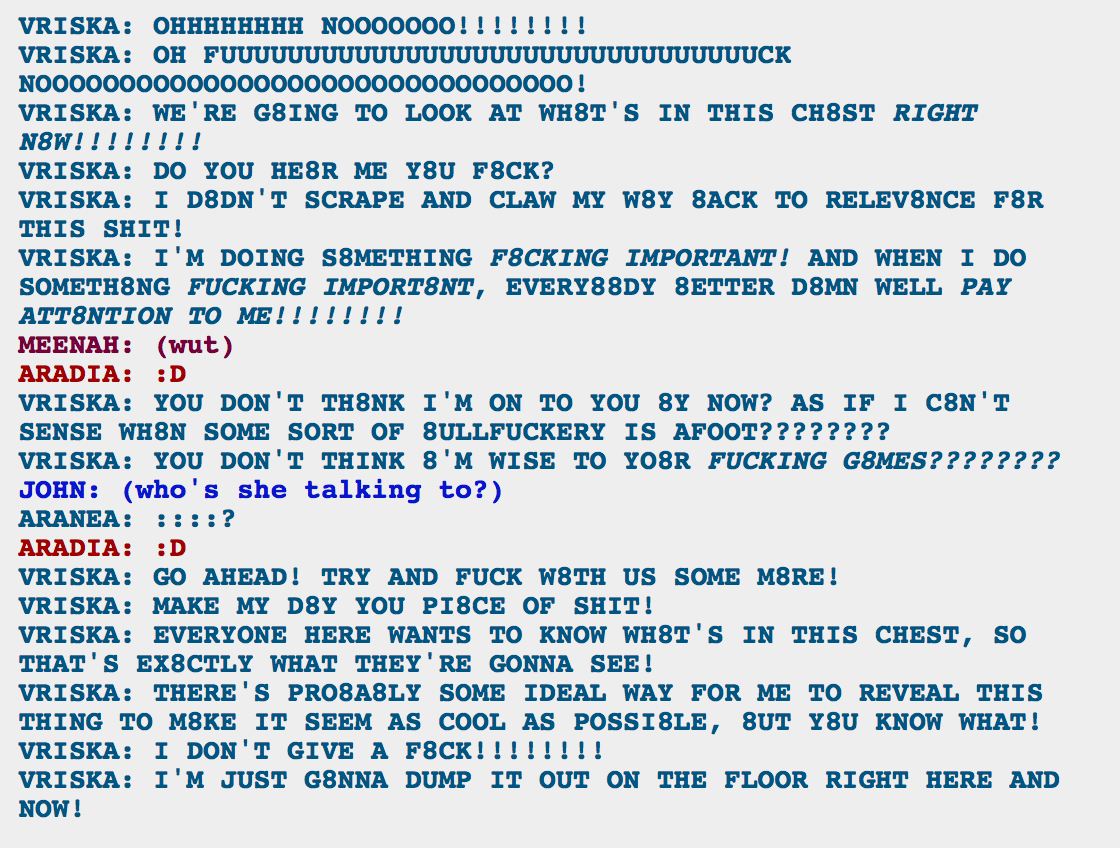 VRISKA: OHHHHHHHH NOOOOOOO!!!!!!!!
VRISKA: OH FUUUUUUUUUUUUUUUUUUUUUUUUUUUUUUUUCK
NOOOOOOOOOOOOOOOOOOOOOOOOOOOOOOOO!
VRISKA: WE'RE G8ING TO LOOK AT WH8T'S IN THIS CH8ST RIGHT
N8W!!!!!!!!
VRISKA: DO YOU HE8R ME Y8U F8CK?
VRISKA: I D8DN'T SCRAPE AND CLAW MY W8Y 8ACK TO RELEV8NCE F8R
THIS SHIT!
VRISKA: I'M DOING S8METHING F8CKING IMPORTANT! AND WHEN I DO
SOMETH8NG FUCKING IMPORT8NT, EVERY88DY 8ETTER D8MN WELL PAY
ATT8NTION TO ME!!!!!!!!
MEENAH: (wut)
ARADIA: :D
VRISKA: YOU DON'T TH8NK I'M ON TO YOU 8Y NOW? AS IF I C8N'T
SENSE WH8N SOME SORT OF 8ULLFUCKERY IS AFOOT????????
VRISKA: YOU DON'T THINK 8'M WISE TO YO8R FUCKING G8MES????????
JOHN: (who's she talking to?)
ARANEA: ::::?
ARADIA: :D
VRISKA: GO AHEAD! TRY AND FUCK W8TH US SOME M8RE!
VRISKA: MAKE MY D8Y YOU PI8CE OF SHIT!
VRISKA: EVERYONE HERE WANTS TO KNOW WH8T'S IN THIS CHEST, SO
THAT'S EX8CTLY WHAT THEY'RE GONNA SEE!
VRISKA: THERE'S PRO8A8LY SOME IDEAL WAY FOR ME TO REVEAL THIS
THING TO M8KE IT SEEM AS COOL AS POSSI8LE, 8UT Y8U KNOW WHAT!
VRISKA: I DON'T GIVE A F8CK!!!!!!!!
VRISKA: I'M JUST G8NNA DUMP IT OUT ON THE FLOOR RIGHT HERE AND
NOW!